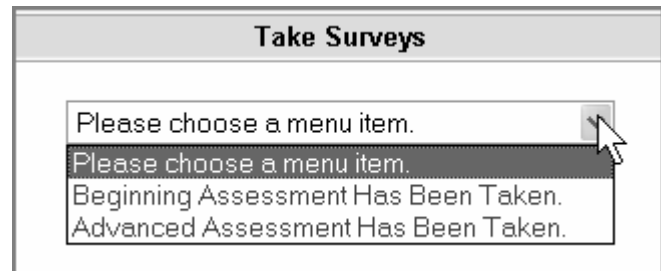 Take Surveys
Please choose a menu item.
Please choose a menu item.
Beginning Assessment Has Been Taken.
Advanced Assessment Has Been Taken.